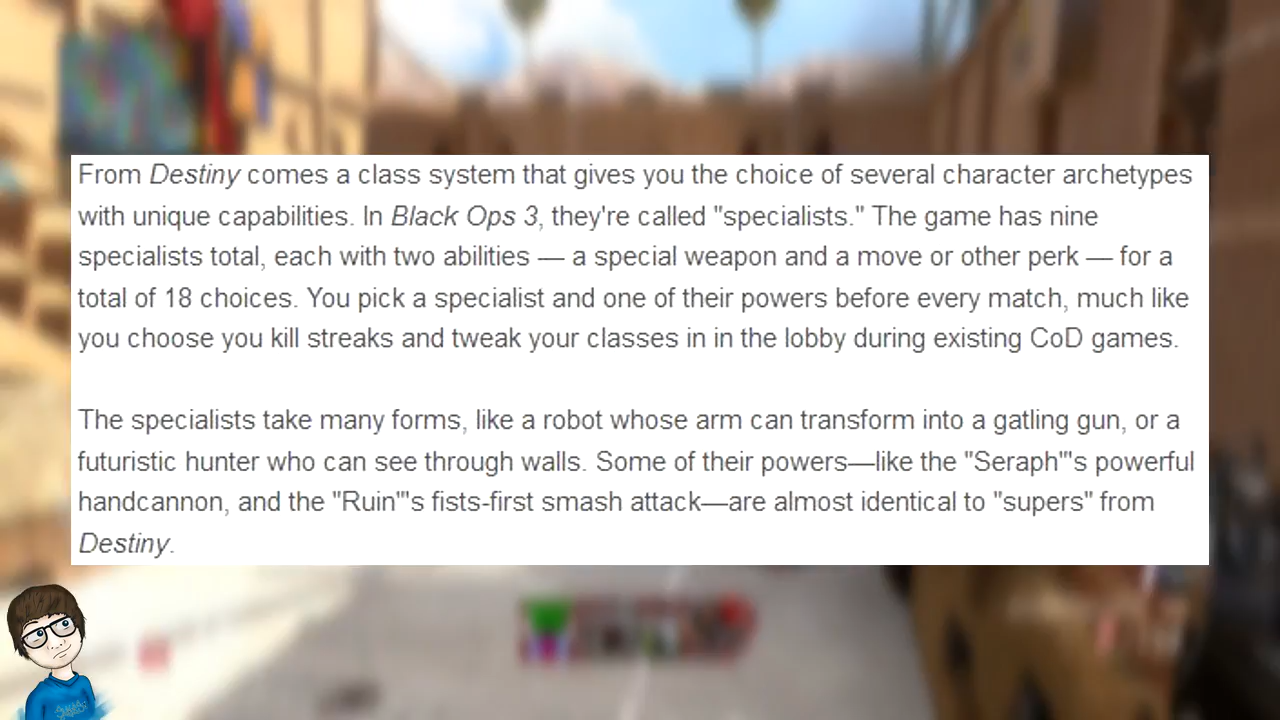 From Destiny comes a class system that gives you the choice of several character archetypes
with unique capabilities. In Black Ops 3, they're called "specialists." The game has nine
specialists total, each with two abilities — a special weapon and a move or other perk — for a
total of 18 choices. You pick a specialist and one of their powers before every match, much like
you choose you kill streaks and tweak your classes in in the lobby during existing CoD games.
The specialists take many forms, like a robot whose arm can transform into a gatling gun, or a
futuristic hunter who can see through walls. Some of their powers—like the "Seraph"'s powerful
handcannon, and the "Ruin"'s fists-first smash attack—are almost identical to "supers" from
Destiny.